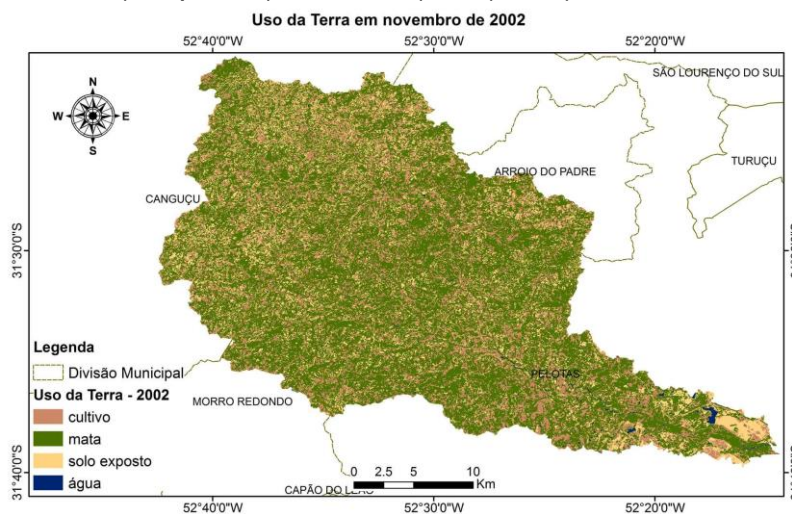 Uso da Terra em novembro de 2002
52°40'0"W 52°30'0"W 52°20'0"W
N
W E
S
SÃO LOURENÇO DO SUL
TURUÇU
ARROIO DO PADRE
CANGUÇU
31°30'0"S
PELOTAS
MORRO REDONDO
Legenda
Divisão Municipal
Uso da Terra - 2002
cultivo
mata
solo exposto
água
0 2.5 5 10
Km
31°40'0"S
CAPÃO DO LEÃO
52°40'0"W 52°30'0"W 52°20'0"W